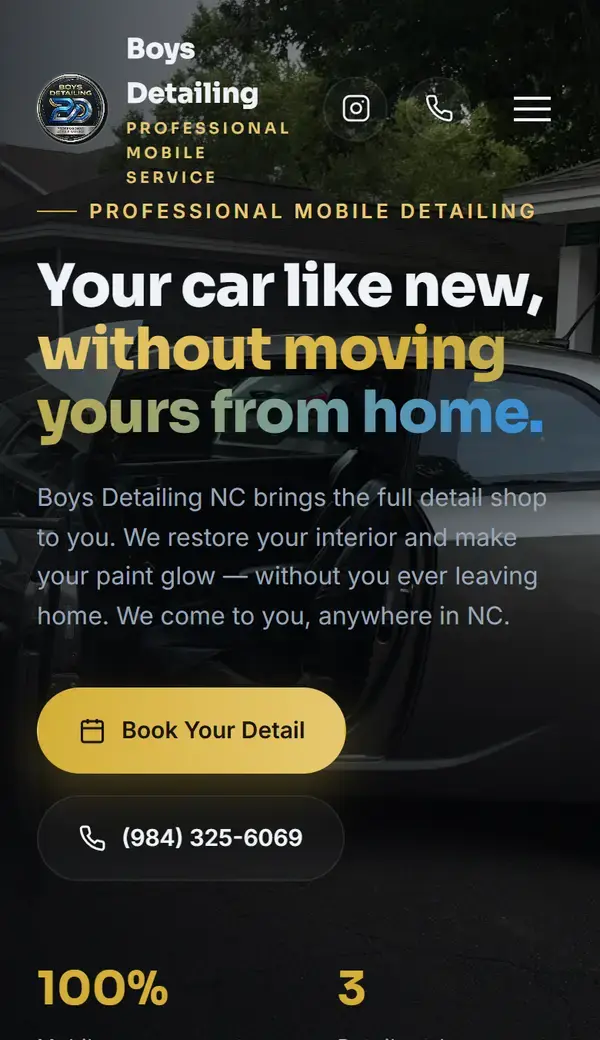 BOYS
DETAILING
Boys
Detailing
PROFESSIONAL
MOBILE
SERVICE
PROFESSIONAL MOBILE DETAILING
Your car like new,
without moving
yours from home.
Boys Detailing NC brings the full detail shop
to you. We restore your interior and make
your paint glow — without you ever leaving
home. We come to you, anywhere in NC.
Book Your Detail
(984) 325-6069
100% 3